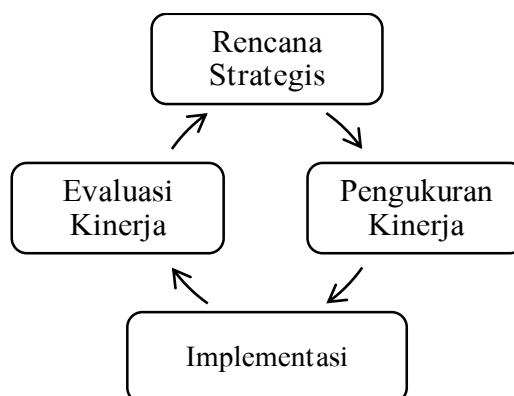 Rencana
Strategis
Evaluasi
Kinerja
Pengukuran
Kinerja
Implementasi